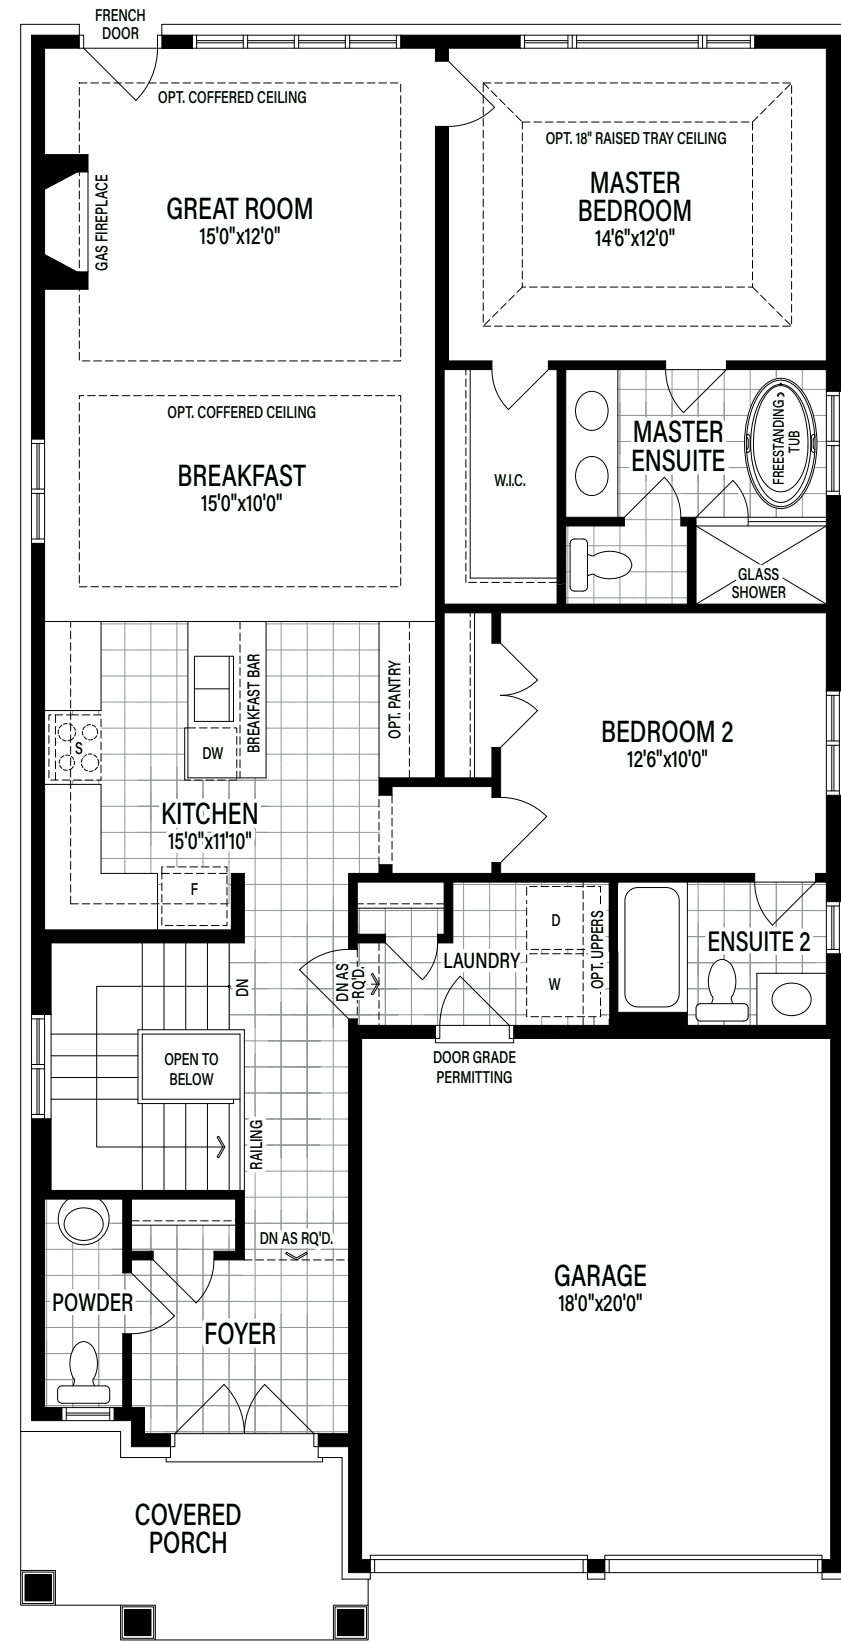 FRENCH
DOOR
OPT. COFFERED CEILING
GREAT ROOM
15'0"x12'0"
GAS FIREPLACE
OPT. 18" RAISED TRAY CEILING
MASTER
BEDROOM
14'6"x12'0"
OPT. COFFERED CEILING
BREAKFAST
15'0"x10'0"
W.I.C.
MASTER
ENSUITE
FREESTANDING
TUB
GLASS
SHOWER
BREAKFAST BAR
OPT. PANTRY
S
DW
KITCHEN
15'0"x11'10"
F
BEDROOM 2
12'6"x10'0"
DN
DN AS
RQ'D.
LAUNDRY
D
W
OPT. UPPERS
ENSUITE 2
OPEN TO
BELOW
DOOR GRADE
PERMITTING
RAILING
DN AS RQ'D.
POWDER
FOYER
GARAGE
18'0"x20'0"
COVERED
PORCH